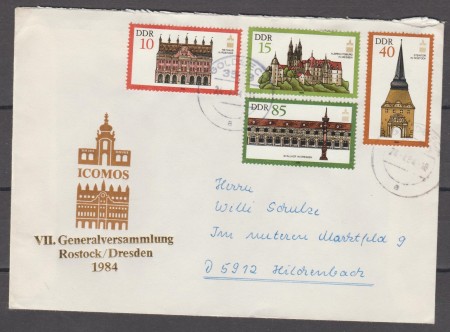 DDR
10
DDR
15
DDR
40
DDR
85
ICOMOS
VII. Generalversammlung
Rostock/Dresden
1984
Herrn
Willi Schulze
Im unteren Marktfeld 9
D 5912 Hilchenbach